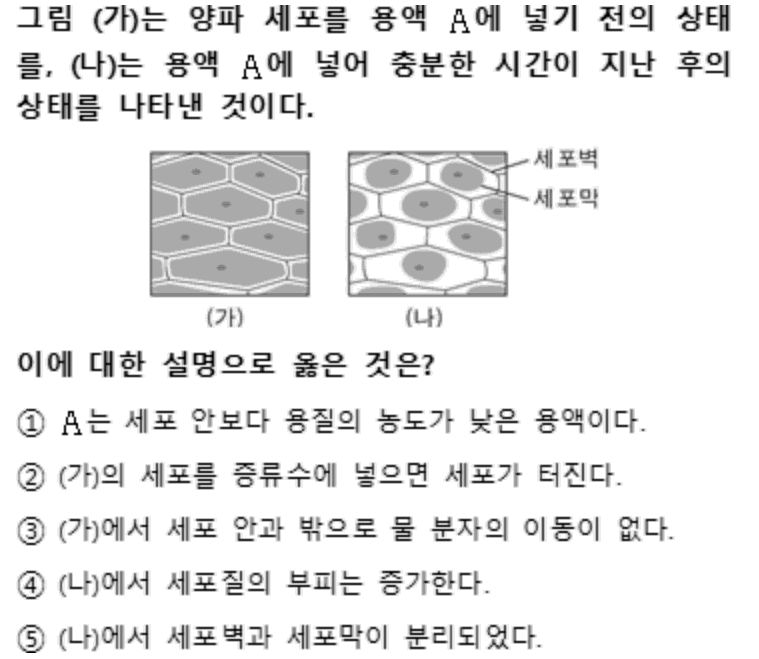 그림 (가)는 양파 세포를 용액 A에 넣기 전의 상태
를, (나)는 용액 A에 넣어 충분한 시간이 지난 후의
상태를 나타낸 것이다.
세포벽
세포막
(가)
(나)
이에 대한 설명으로 옳은 것은?
① A는 세포 안보다 용질의 농도가 낮은 용액이다.
② (가)의 세포를 증류수에 넣으면 세포가 터진다.
③ (가)에서 세포 안과 밖으로 물 분자의 이동이 없다.
④ (나)에서 세포질의 부피는 증가한다.
⑤ (나)에서 세포벽과 세포막이 분리되었다.